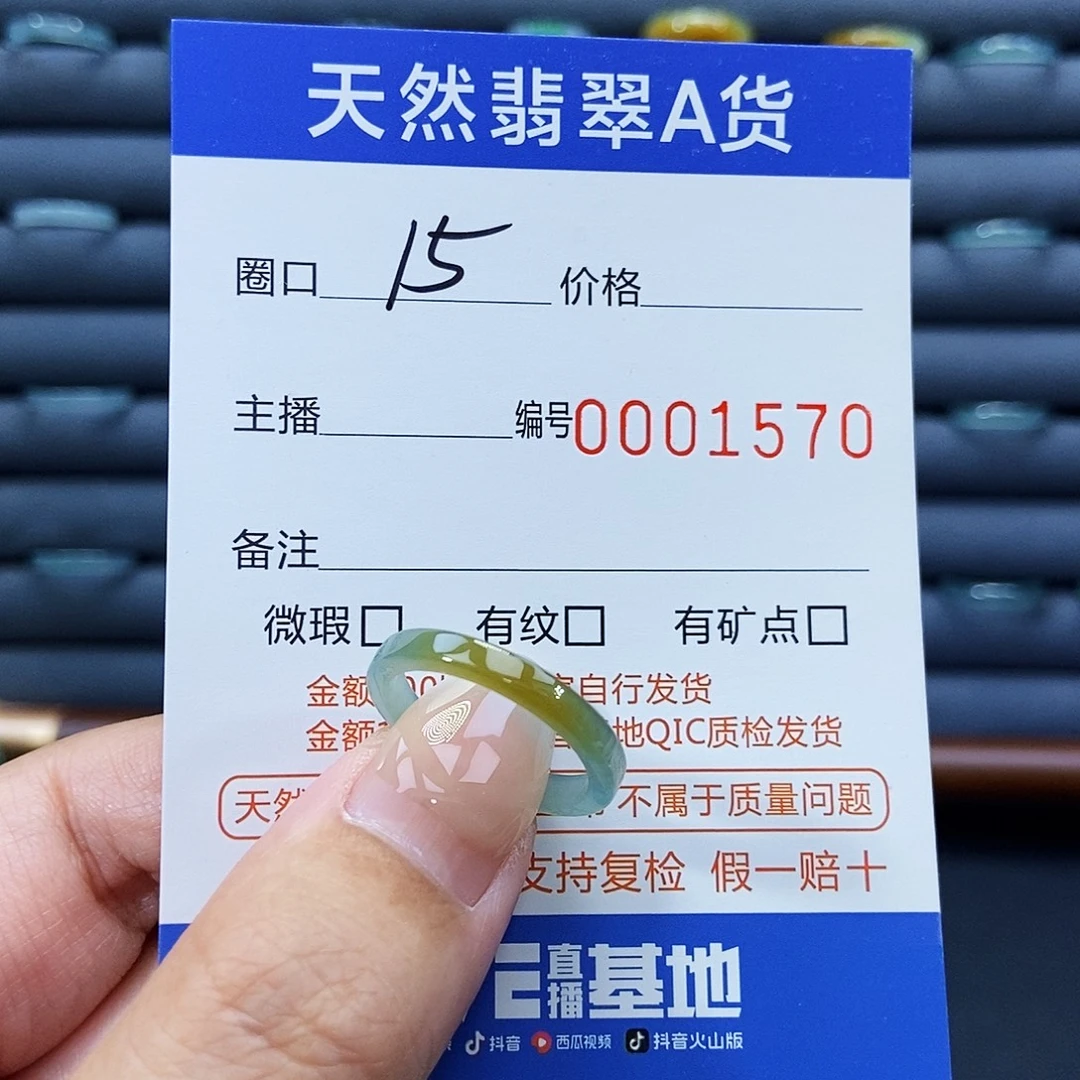 天然翡翠A货
圈口 15 价格
主播 编号0001570
备注
微瑕□ 有纹□ 有矿点□
金额 自行发货
金额 地QIC质检发货
天然 不属于质量问题
支持复检 假一赔十
直播基地
抖音 西瓜视频 抖音火山版